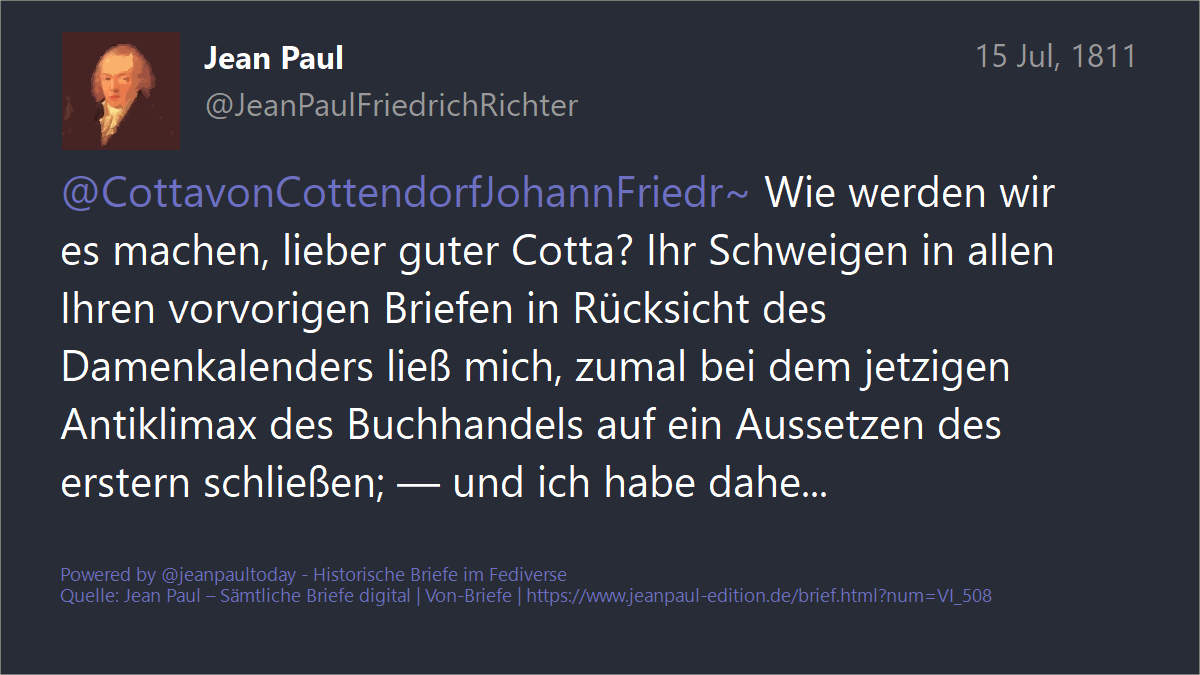 Jean Paul
15 Jul, 1811
@JeanPaulFriedrichRichter
@CottavonCottendorfJohannFriedr~ Wie werden wir
es machen, lieber guter Cotta? Ihr Schweigen in allen
Ihren vorvorigen Briefen in Rücksicht des
Damenkalenders ließ mich, zumal bei dem jetzigen
Antiklimax des Buchhandels auf ein Aussetzen des
erstern schließen; — und ich habe dahe...
Powered by @jeanpaultoday - Historische Briefe im Fediverse
Quelle: Jean Paul – Sämtliche Briefe digital | Von-Briefe | https://www.jeanpaul-edition.de/brief.html?num=VI_508